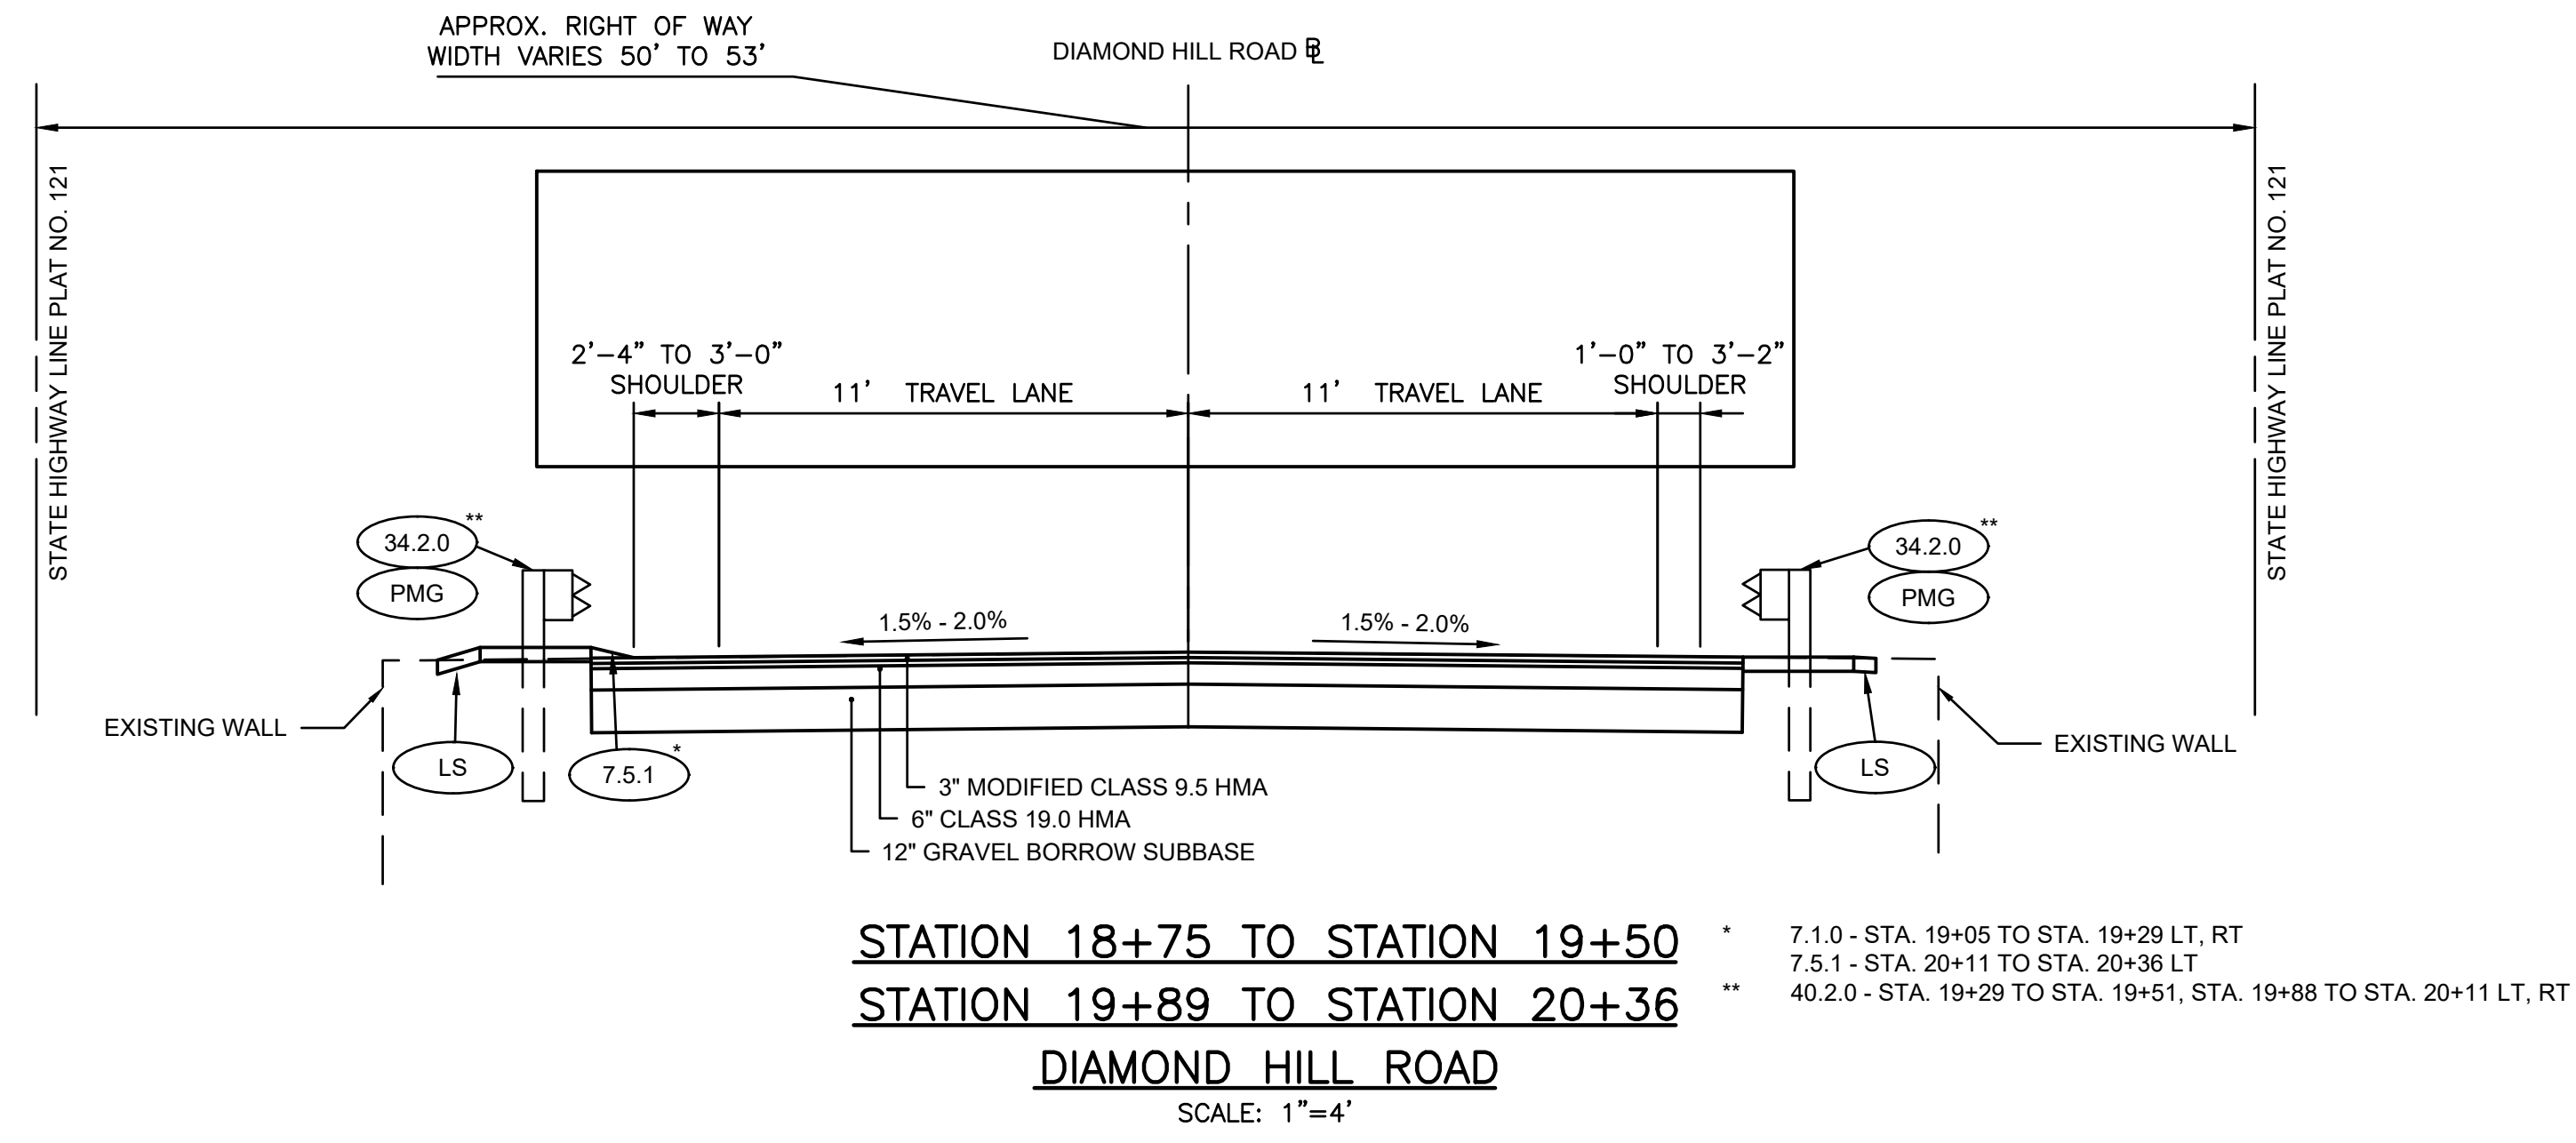 APPROX. RIGHT OF WAY
WIDTH VARIES 50' TO 53'
DIAMOND HILL ROAD ⅊
STATE HIGHWAY LINE PLAT NO. 121
STATE HIGHWAY LINE PLAT NO. 121
2'-4" TO 3'-0"
SHOULDER
11' TRAVEL LANE
11' TRAVEL LANE
1'-0" TO 3'-2"
SHOULDER
34.2.0 **
PMG
34.2.0 **
PMG
1.5% - 2.0%
1.5% - 2.0%
EXISTING WALL
LS
7.5.1 *
LS
EXISTING WALL
3" MODIFIED CLASS 9.5 HMA
6" CLASS 19.0 HMA
12" GRAVEL BORROW SUBBASE
STATION 18+75 TO STATION 19+50
STATION 19+89 TO STATION 20+36
DIAMOND HILL ROAD
SCALE: 1"=4'
* 7.1.0 - STA. 19+05 TO STA. 19+29 LT, RT
7.5.1 - STA. 20+11 TO STA. 20+36 LT
** 40.2.0 - STA. 19+29 TO STA. 19+51, STA. 19+88 TO STA. 20+11 LT, RT